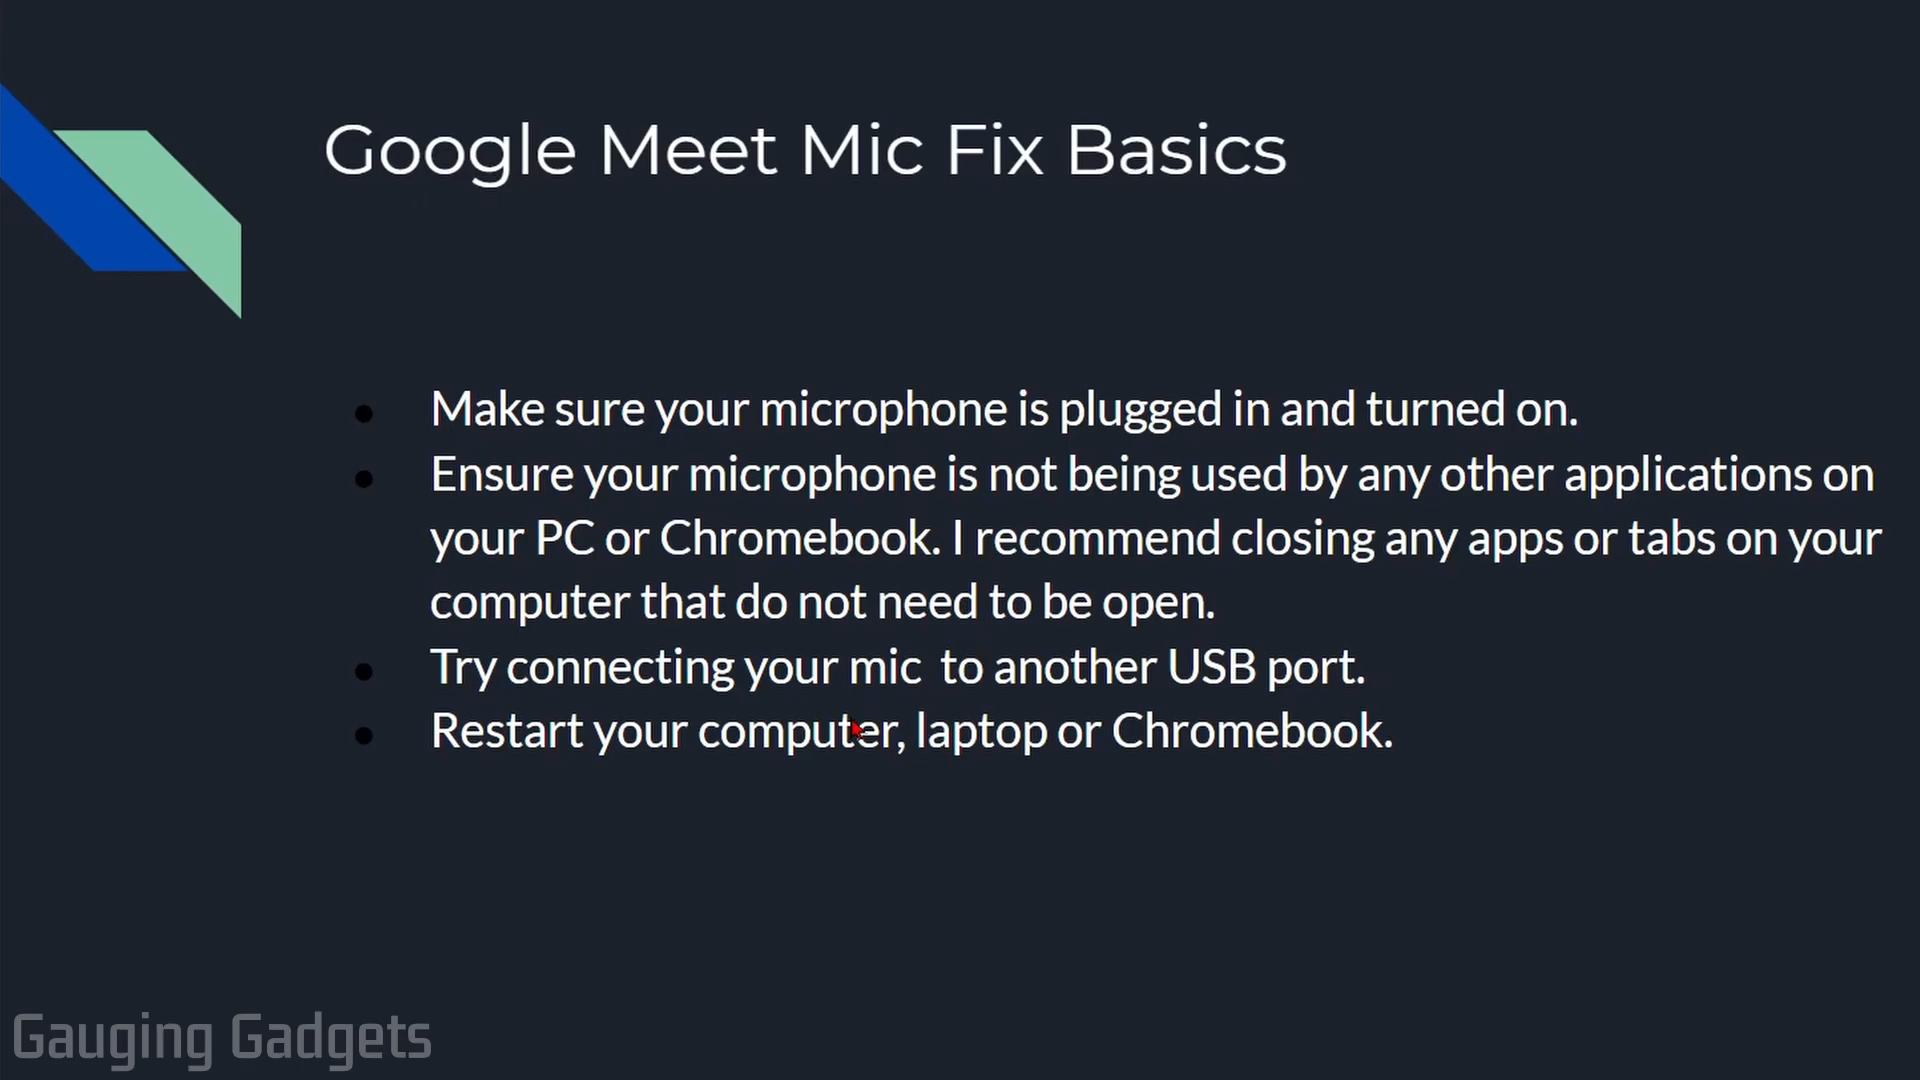 Google Meet Mic Fix Basics
● Make sure your microphone is plugged in and turned on.
● Ensure your microphone is not being used by any other applications on
your PC or Chromebook. I recommend closing any apps or tabs on your
computer that do not need to be open.
● Try connecting your mic  to another USB port.
● Restart your computer, laptop or Chromebook.
Gauging Gadgets